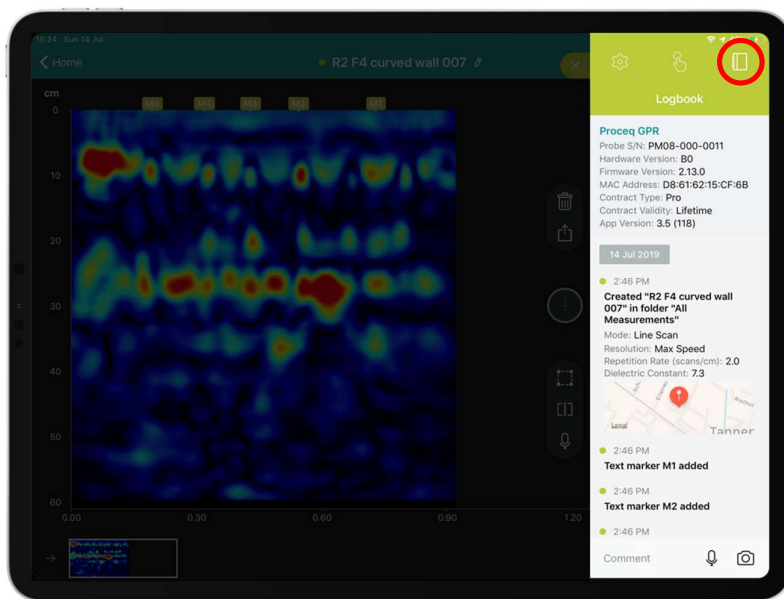 15:24 Sun 14 Jul
Home
R2 F4 curved wall 007
Logbook
cm
M5 M4 M3 M2 M1
0
10
20
30
40
50
60
0.00 0.30 0.60 0.90 1.20
Proceq GPR
Probe S/N: PM08-000-0011
Hardware Version: B0
Firmware Version: 2.13.0
MAC Address: D8:61:62:15:CF:6B
Contract Type: Pro
Contract Validity: Lifetime
App Version: 3.5 (118)
14 Jul 2019
2:46 PM
Created "R2 F4 curved wall
007" in folder "All
Measurements"
Mode: Line Scan
Resolution: Max Speed
Repetition Rate (scans/cm): 2.0
Dielectric Constant: 7.3
Legal
Tanner
2:46 PM
Text marker M1 added
2:46 PM
Text marker M2 added
2:46 PM
Comment